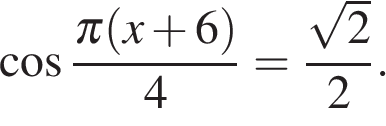 cos π(x + 6)/4 = √2/2.